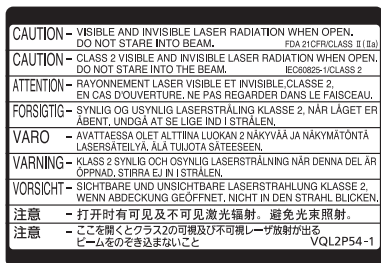 CAUTION – VISIBLE AND INVISIBLE LASER RADIATION WHEN OPEN.
DO NOT STARE INTO BEAM. FDA 21CFR/CLASS II (IIa)
CAUTION – CLASS 2 VISIBLE AND INVISIBLE LASER RADIATION WHEN OPEN.
DO NOT STARE INTO THE BEAM. IEC60825-1/CLASS 2
ATTENTION – RAYONNEMENT LASER VISIBLE ET INVISIBLE,CLASSE 2,
EN CAS D'OUVERTURE. NE PAS REGARDER DANS LE FAISCEAU.
FORSIGTIG – SYNLIG OG USYNLIG LASERSTRÅLING KLASSE 2, NÅR LÅGET ER
ÅBENT, UNDGÅ AT SE LIGE IND I STRÅLEN.
VARO – AVATTAESSA OLET ALTTIINA LUOKAN 2 NÄKYVÄÄ JA NÄKYMÄTÖNTÄ
LASERSÄTEILYÄ. ÄLÄ TUIJOTA SÄTEESEEN.
VARNING – KLASS 2 SYNLIG OCH OSYNLIG LASERSTRÅLNING NÄR DENNA DEL ÄR
ÖPPNAD. STIRRA EJ IN I STRÅLEN.
VORSICHT – SICHTBARE UND UNSICHTBARE LASERSTRAHLUNG KLASSE 2,
WENN ABDECKUNG GEÖFFNET. NICHT IN DEN STRAHL BLICKEN.
注意 – 打开时有可见及不可见激光辐射。避免光束照射。
注意 – ここを開くとクラス2の可視及び不可視レーザ放射が出る
ビームをのぞき込まないこと VQL2P54-1